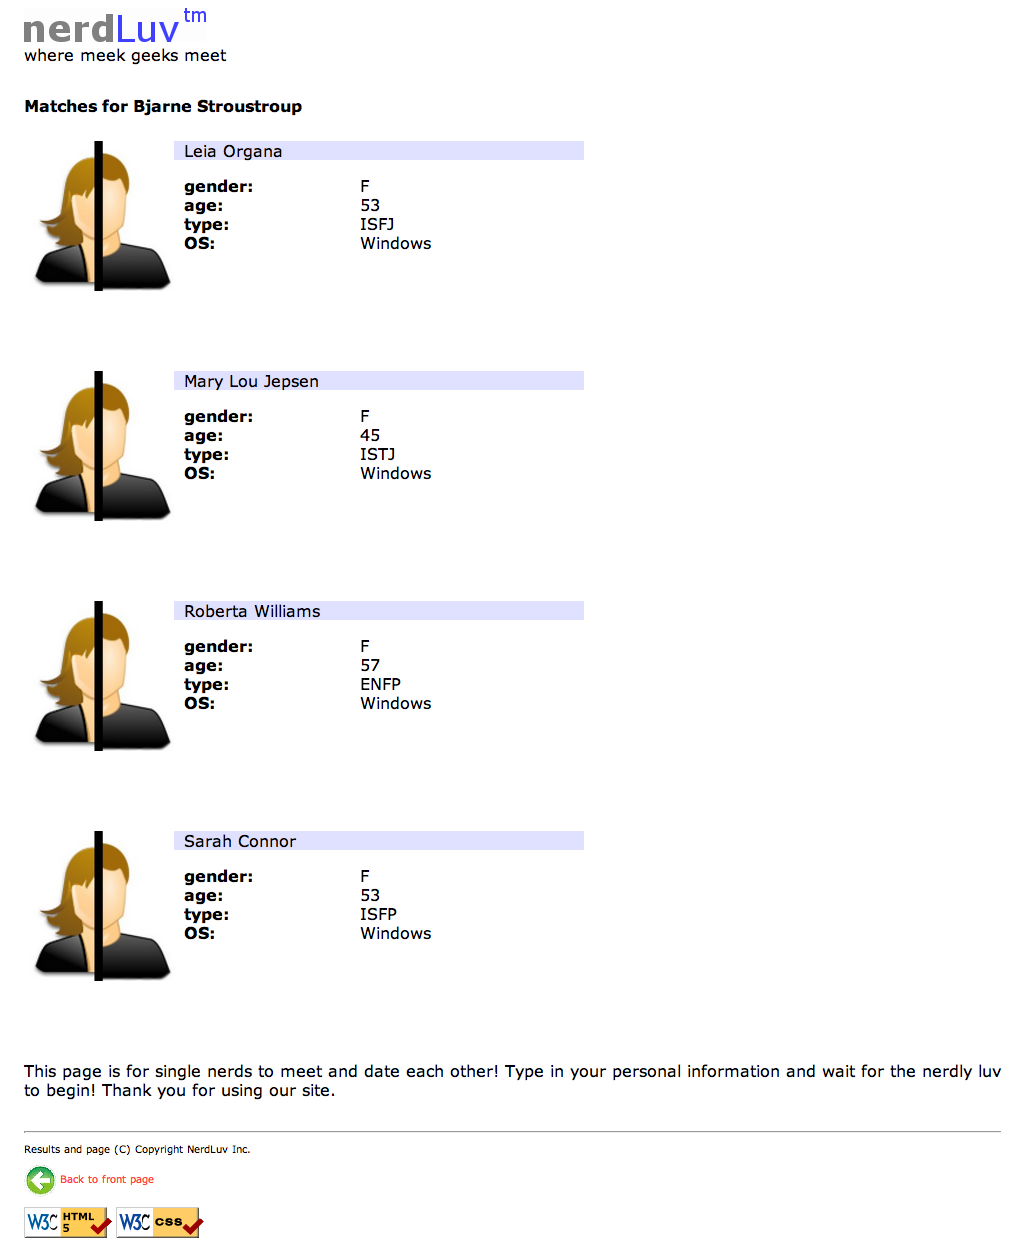 nerdLuv™
where meek geeks meet
Matches for Bjarne Stroustroup
Leia Organa
gender: F
age: 53
type: ISFJ
OS: Windows
Mary Lou Jepsen
gender: F
age: 45
type: ISTJ
OS: Windows
Roberta Williams
gender: F
age: 57
type: ENFP
OS: Windows
Sarah Connor
gender: F
age: 53
type: ISFP
OS: Windows
This page is for single nerds to meet and date each other! Type in your personal information and wait for the nerdly luv
to begin! Thank you for using our site.
Results and page (C) Copyright NerdLuv Inc.
Back to front page
W3C HTML 5 W3C CSS